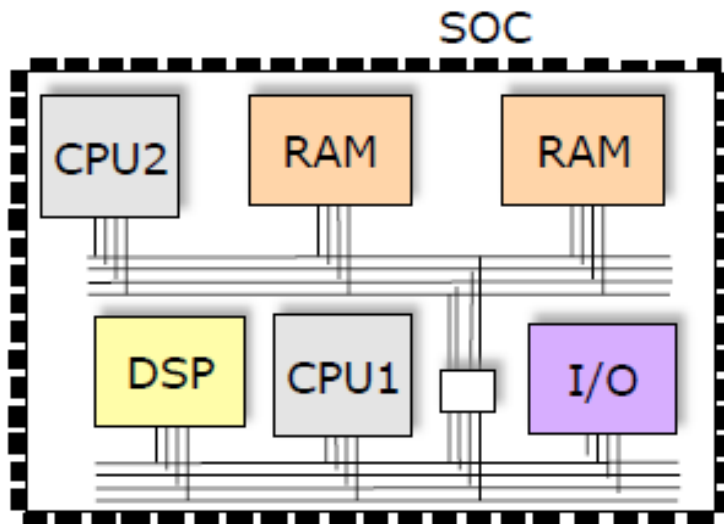 SOC
CPU2
RAM
RAM
DSP
CPU1
I/O